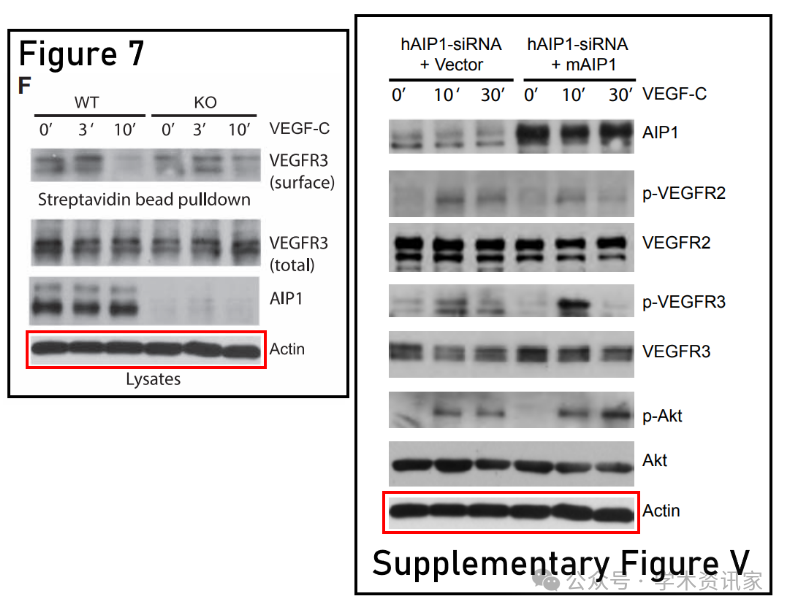 Figure 7
F
WT KO
0′ 3′ 10′ 0′ 3′ 10′ VEGF-C
VEGFR3
(surface)
Streptavidin bead pulldown
VEGFR3
(total)
AIP1
Actin
Lysates
hAIP1-siRNA
+ Vector
hAIP1-siRNA
+ mAIP1
0′ 10′ 30′ 0′ 10′ 30′ VEGF-C
AIP1
p-VEGFR2
VEGFR2
p-VEGFR3
VEGFR3
p-Akt
Akt
Actin
Supplementary Figure V
公众号 · 学术资讯家